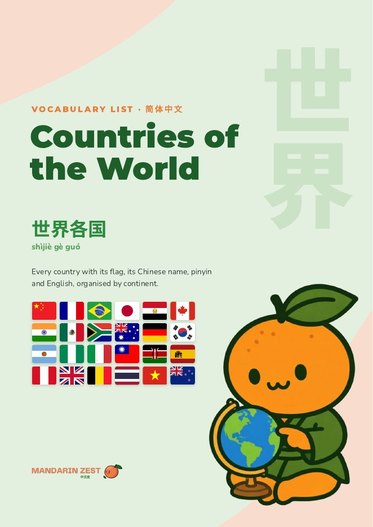 VOCABULARY LIST · 简体中文
Countries of
the World
世界
世界各国
shìjiè gè guó
Every country with its flag, its Chinese name, pinyin
and English, organised by continent.
MANDARIN ZEST